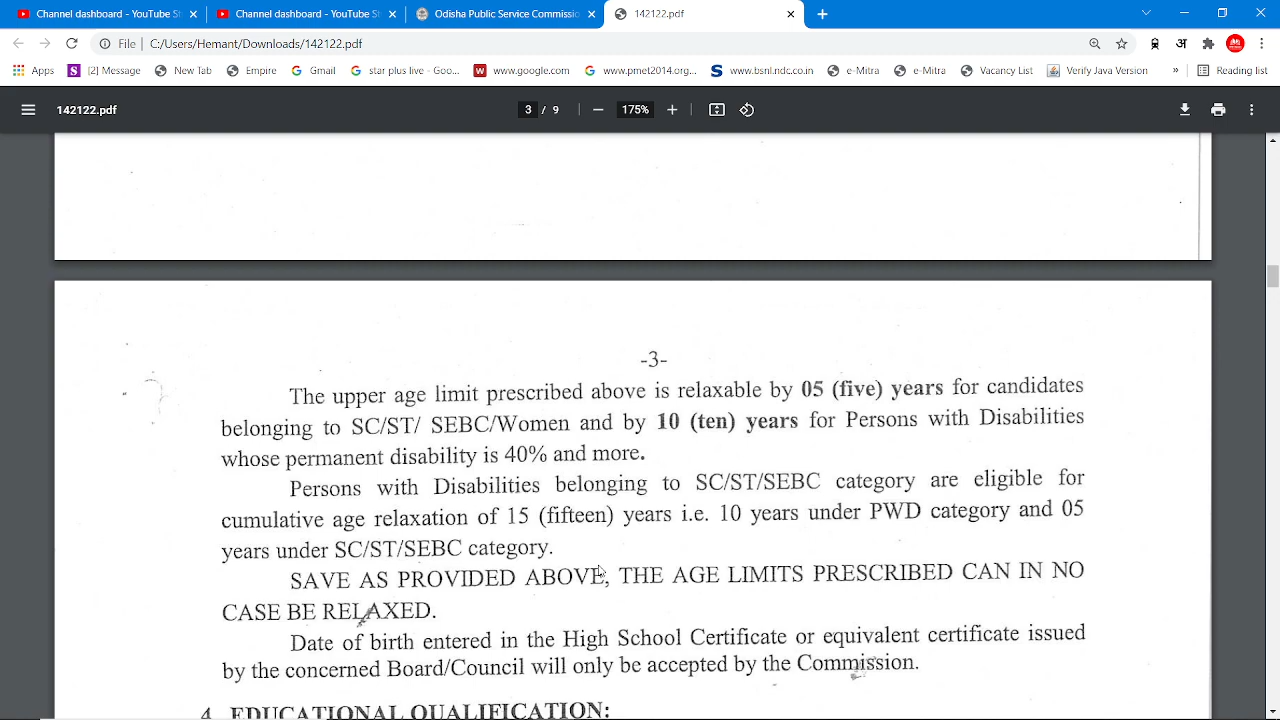 Channel dashboard - YouTube St
Channel dashboard - YouTube St
Odisha Public Service Commissio
142122.pdf
File
C:/Users/Hemant/Downloads/142122.pdf
अ
Apps
[2] Message
New Tab
Empire
Gmail
star plus live - Goo...
www.google.com
www.pmet2014.org...
www.bsnl.ndc.co.in
e-Mitra
e-Mitra
Vacancy List
Verify Java Version
»
Reading list
142122.pdf
3 / 9
175%
-3-
The upper age limit prescribed above is relaxable by 05 (five) years for candidates
belonging to SC/ST/ SEBC/Women and by 10 (ten) years for Persons with Disabilities
whose permanent disability is 40% and more.
Persons with Disabilities belonging to SC/ST/SEBC category are eligible for
cumulative age relaxation of 15 (fifteen) years i.e. 10 years under PWD category and 05
years under SC/ST/SEBC category.
SAVE AS PROVIDED ABOVE, THE AGE LIMITS PRESCRIBED CAN IN NO
CASE BE RELAXED.
Date of birth entered in the High School Certificate or equivalent certificate issued
by the concerned Board/Council will only be accepted by the Commission.
4. EDUCATIONAL QUALIFICATION: